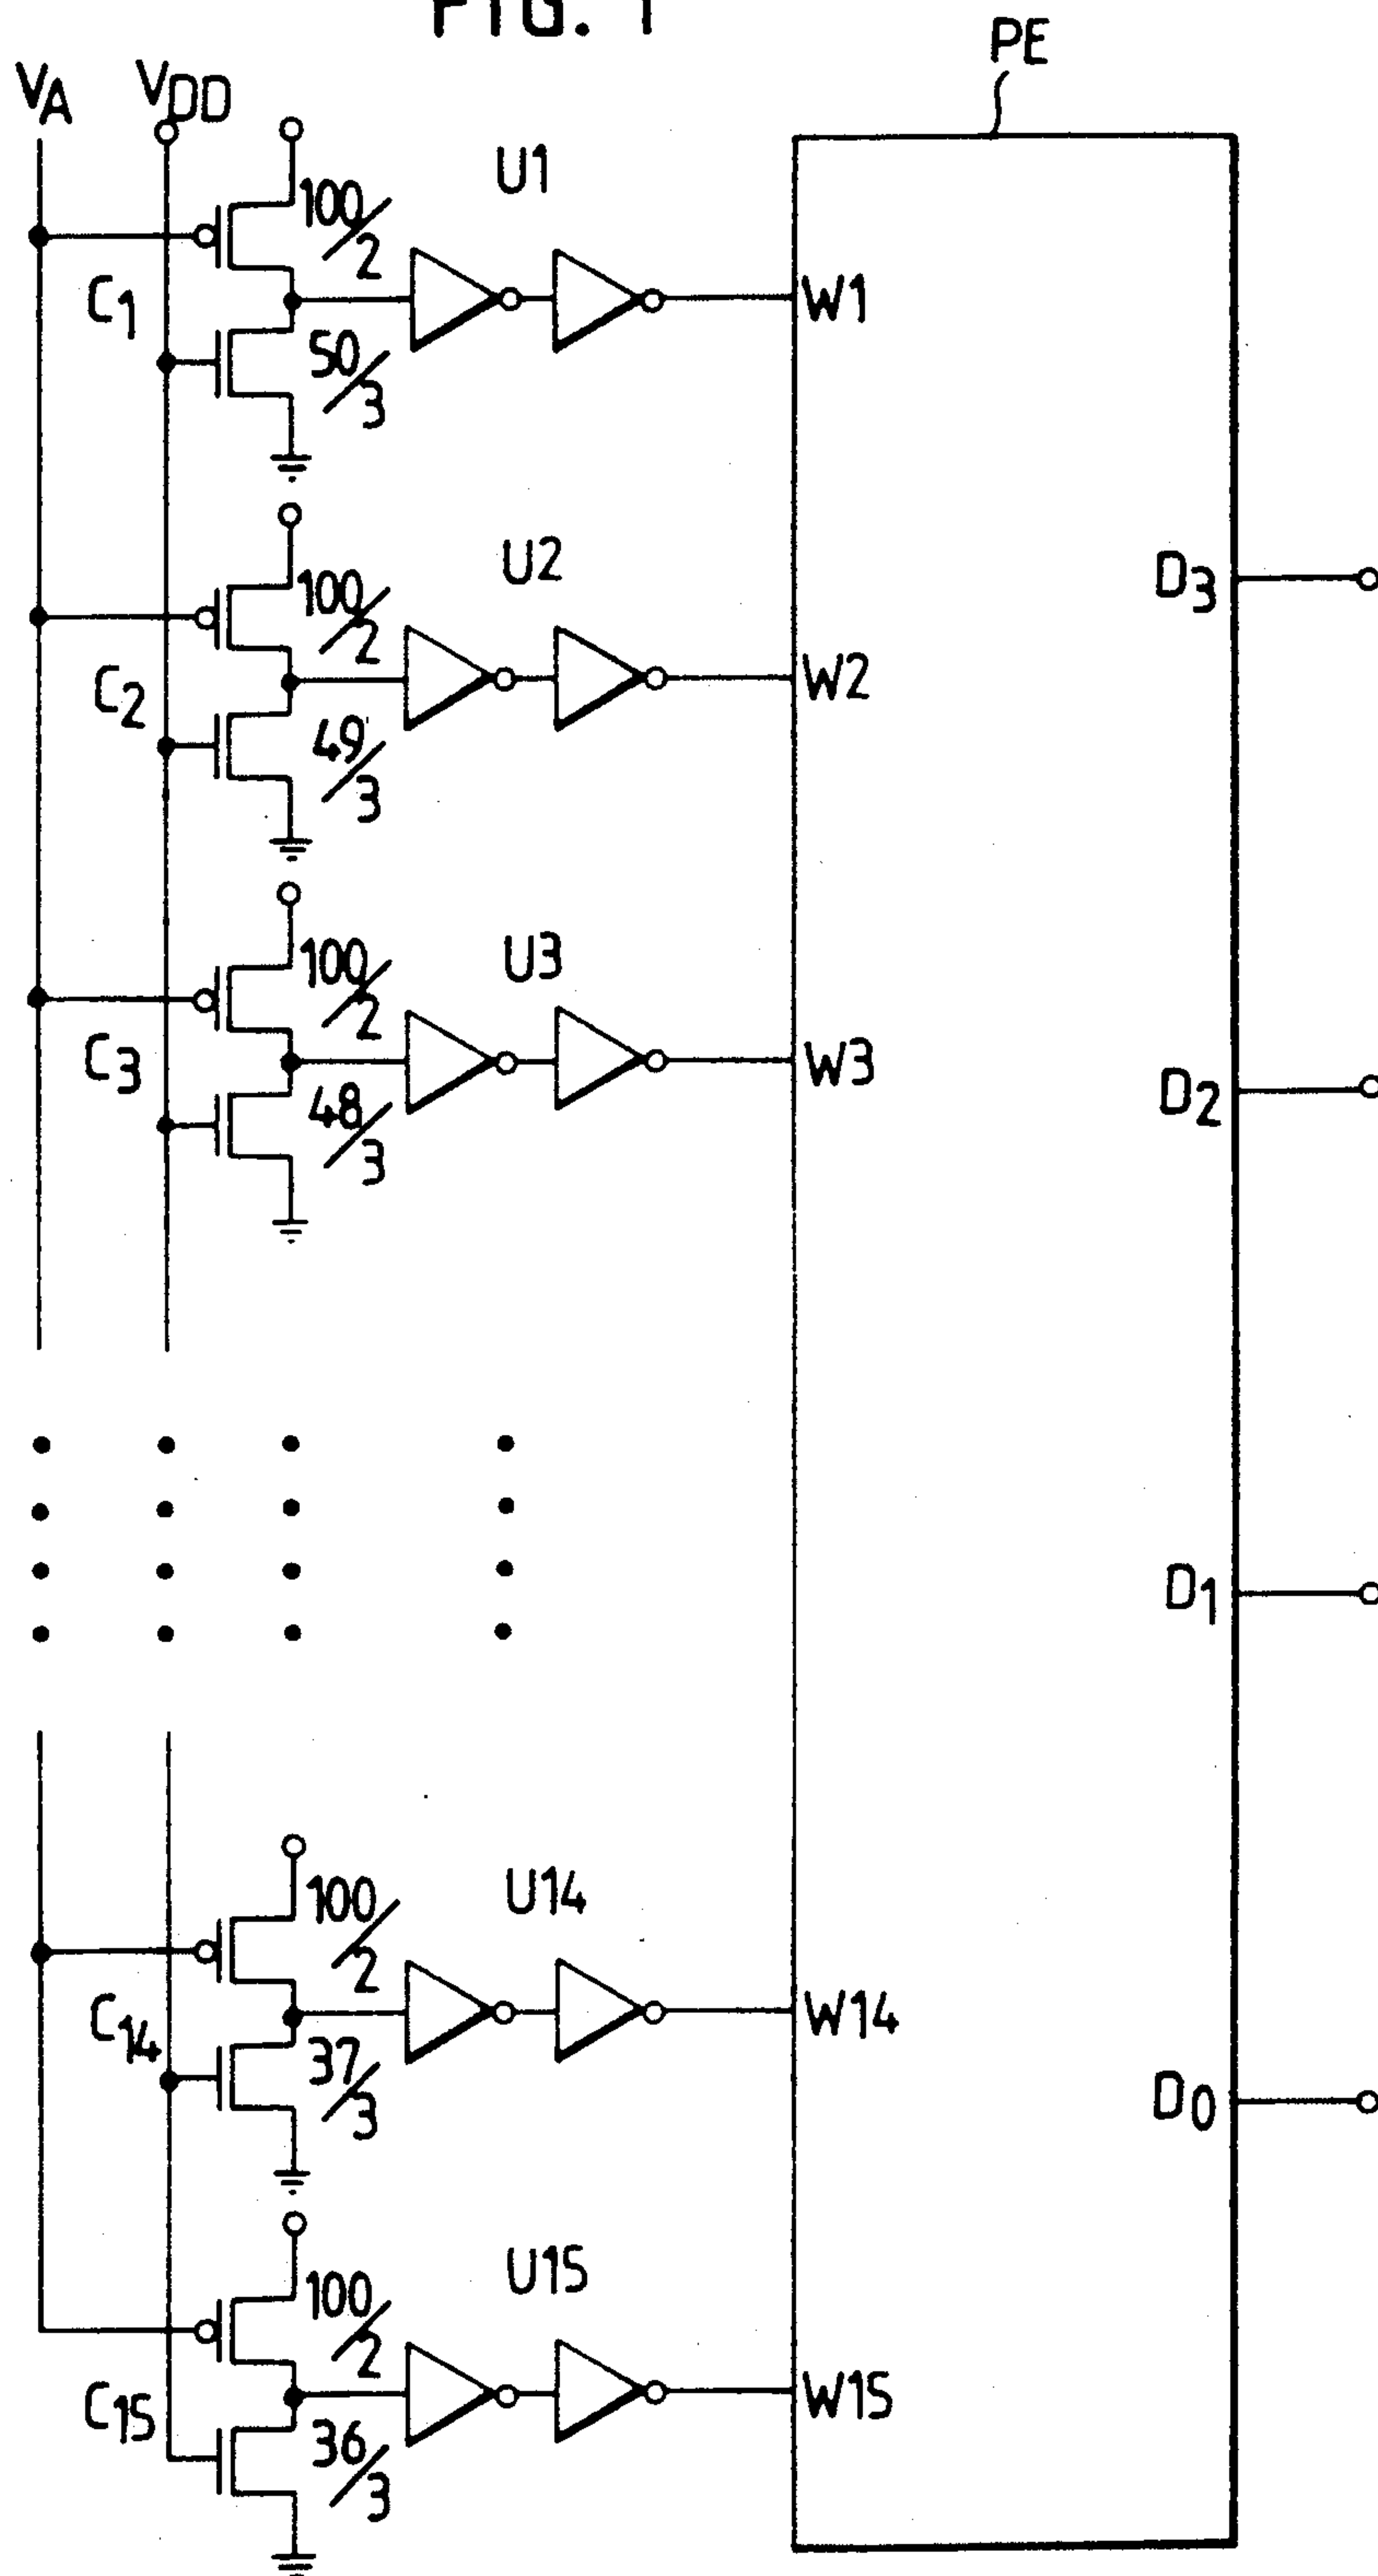 FIG. 1
PE
VA
VDD
U1
100/2
C1
W1
50/3
U2
100/2
C2
W2
49/3
D3
U3
100/2
C3
W3
48/3
D2
D1
U14
100/2
C14
W14
37/3
D0
U15
100/2
C15
W15
36/3